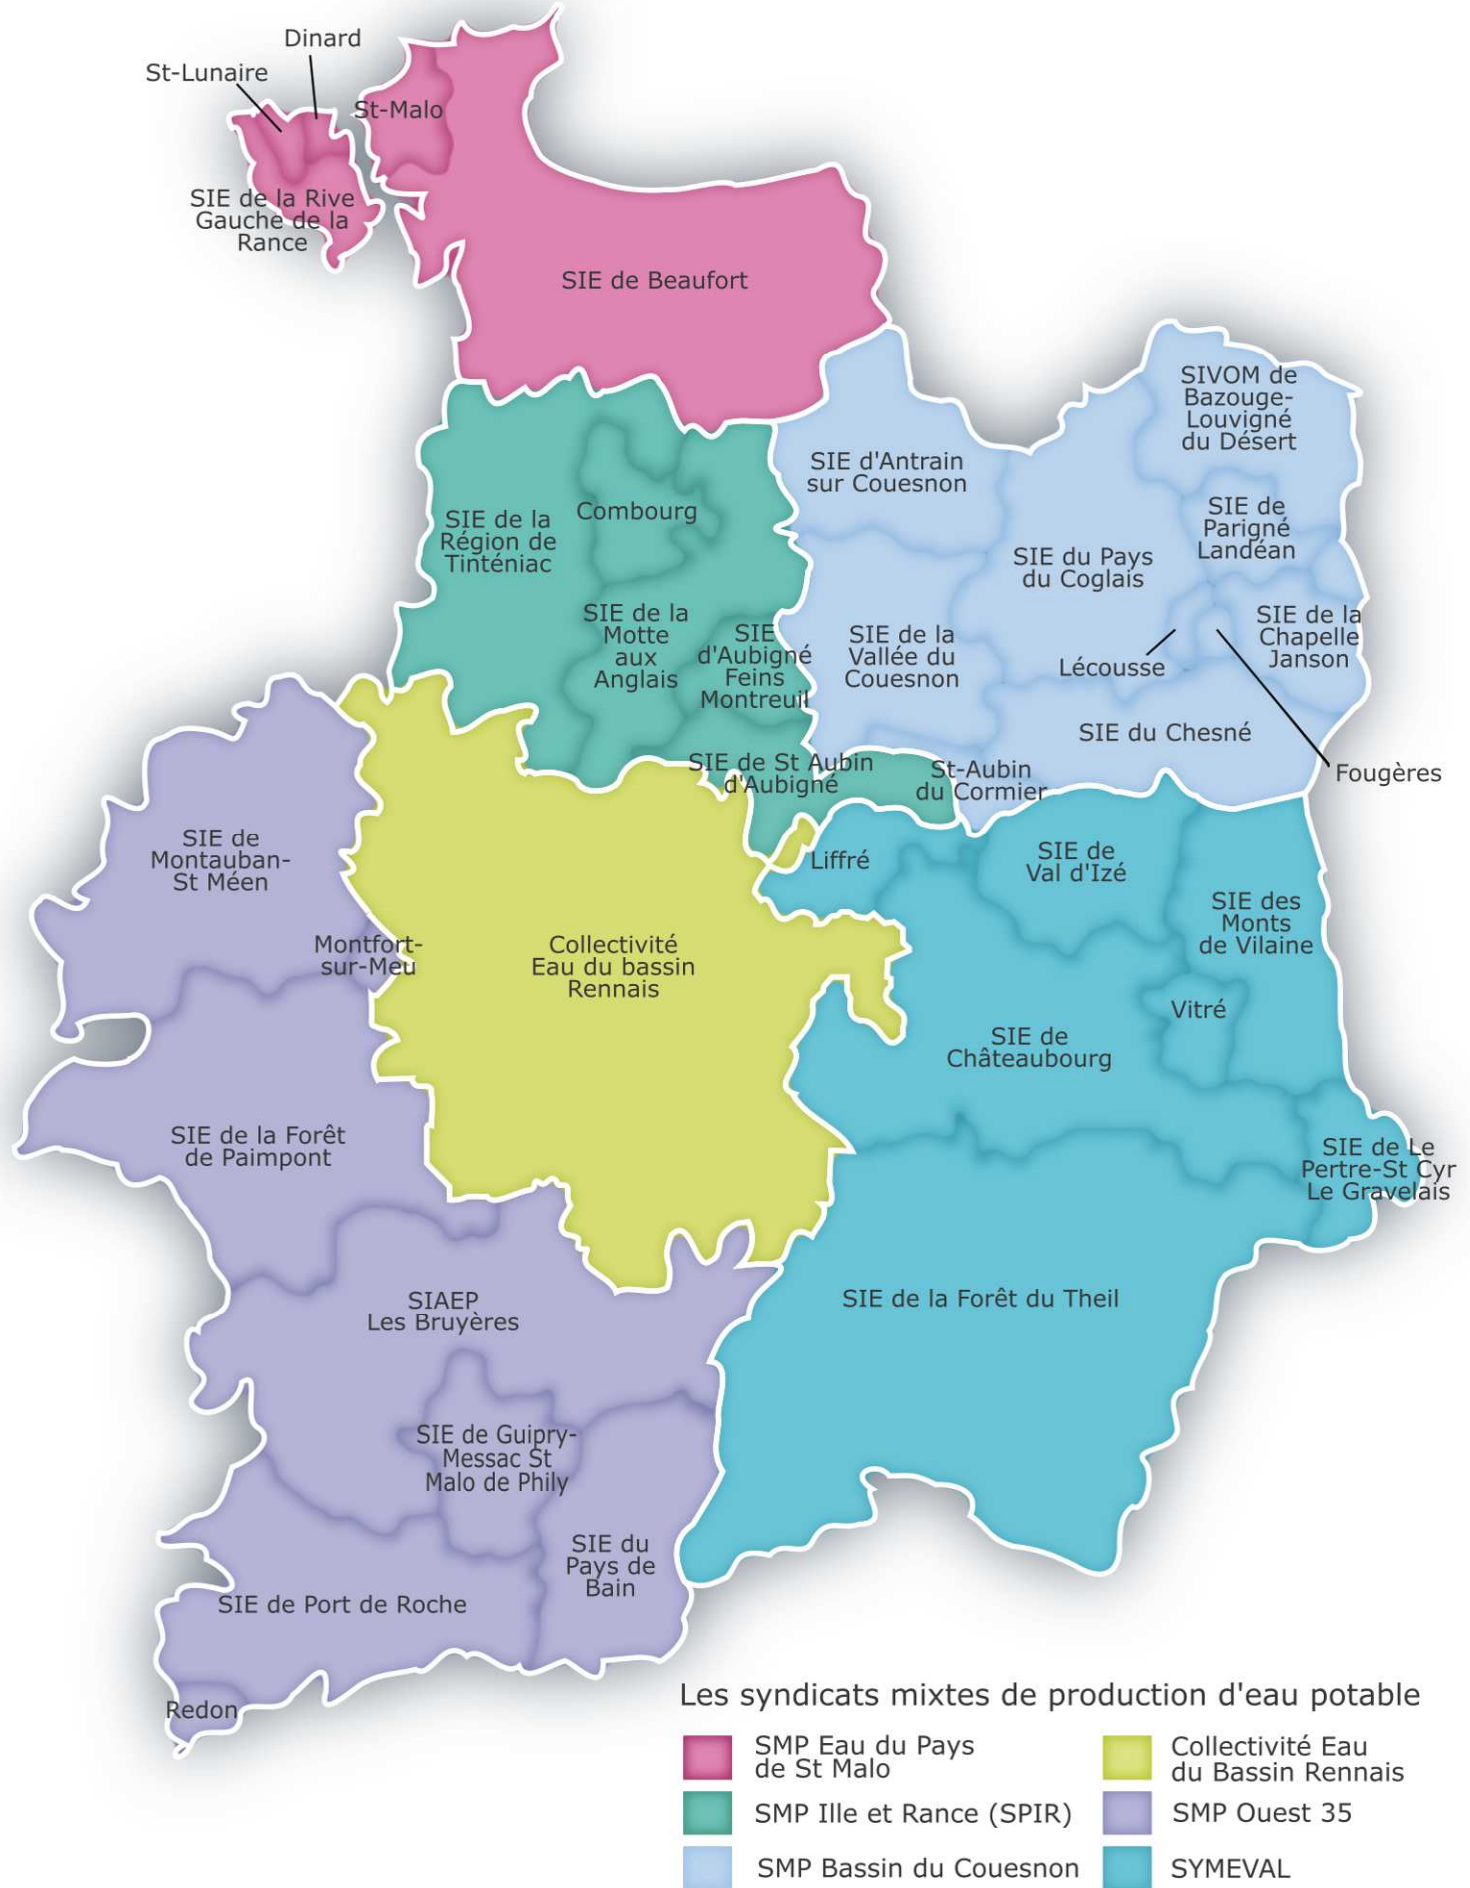 Dinard
St-Lunaire
St-Malo
SIE de la Rive
Gauche de la
Rance
SIE de Beaufort
SIVOM de
Bazouge-
Louvigné
du Désert
SIE d'Antrain
sur Couesnon
SIE de la
Région de
Tinténiac
Combourg
SIE de
Parigné
Landéan
SIE du Pays
du Coglais
SIE de la
Motte
aux
Anglais
SIE
d'Aubigné
Feins
Montreuil
SIE de la
Vallée du
Couesnon
Lécousse
SIE de la
Chapelle
Janson
SIE du Chesné
Fougères
SIE de St Aubin
d'Aubigné
St-Aubin
du Cormier
SIE de
Montauban-
St Méen
Liffré
SIE de
Val d'Izé
SIE des
Monts
de Vilaine
Montfort-
sur-Meu
Collectivité
Eau du bassin
Rennais
Vitré
SIE de
Châteaubourg
SIE de la Forêt
de Paimpont
SIE de Le
Pertre-St Cyr
Le Gravelais
SIAEP
Les Bruyères
SIE de la Forêt du Theil
SIE de Guipry-
Messac St
Malo de Phily
SIE du
Pays de
Bain
SIE de Port de Roche
Redon
Les syndicats mixtes de production d'eau potable
SMP Eau du Pays
de St Malo
SMP Ille et Rance (SPIR)
SMP Bassin du Couesnon
Collectivité Eau
du Bassin Rennais
SMP Ouest 35
SYMEVAL